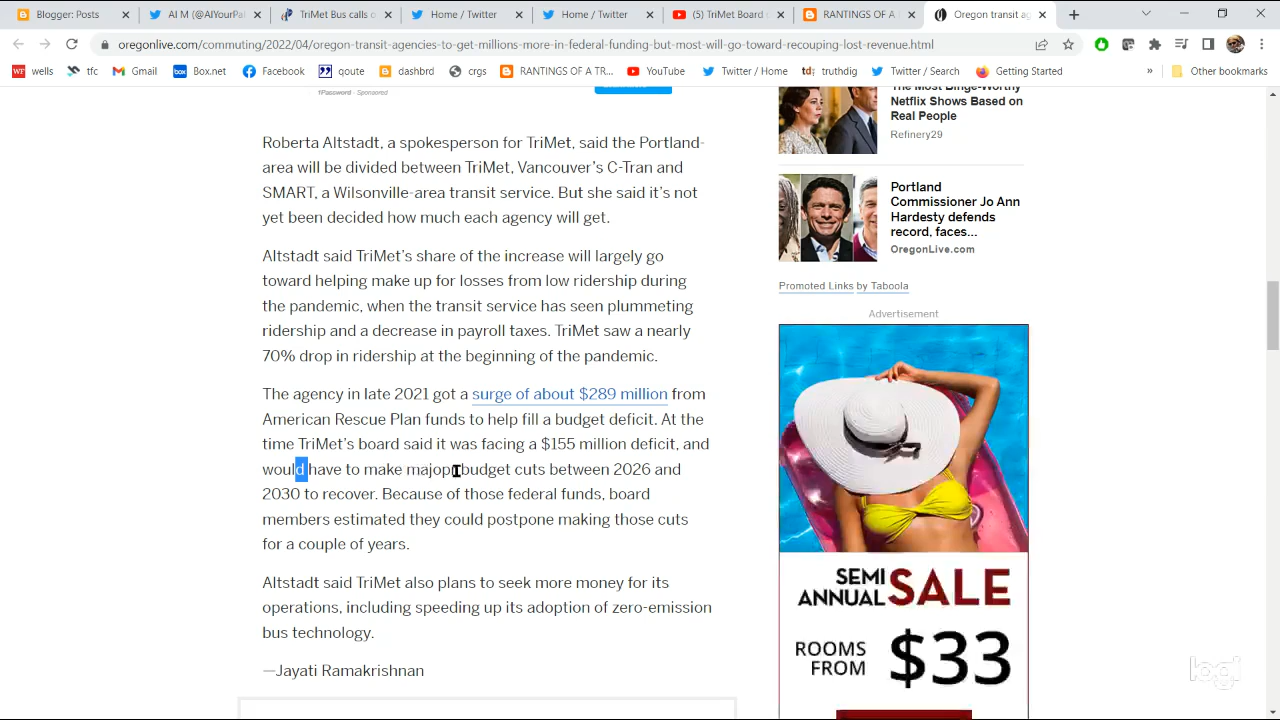 Blogger: Posts
AI M (@AIYourPa
TriMet Bus calls o
Home / Twitter
Home / Twitter
(5) TriMet Board
RANTINGS OF A
Oregon transit ag
oregonlive.com/commuting/2022/04/oregon-transit-agencies-to-get-millions-more-in-federal-funding-but-most-will-go-toward-recouping-lost-revenue.html
wells
tfc
Gmail
Box.net
Facebook
qoute
dashbrd
crgs
RANTINGS OF A TR...
YouTube
Twitter / Home
truthdig
Twitter / Search
Getting Started
»
Other bookmarks
1Password - Sponsored
Roberta Altstadt, a spokesperson for TriMet, said the Portland-
area will be divided between TriMet, Vancouver's C-Tran and
SMART, a Wilsonville-area transit service. But she said it's not
yet been decided how much each agency will get.
Altstadt said TriMet's share of the increase will largely go
toward helping make up for losses from low ridership during
the pandemic, when the transit service has seen plummeting
ridership and a decrease in payroll taxes. TriMet saw a nearly
70% drop in ridership at the beginning of the pandemic.
The agency in late 2021 got a surge of about $289 million from
American Rescue Plan funds to help fill a budget deficit. At the
time, TriMet's board said it was facing a $155 million deficit, and
would have to make major budget cuts between 2026 and
2030 to recover. Because of those federal funds, board
members estimated they could postpone making those cuts
for a couple of years.
Altstadt said TriMet also plans to seek more money for its
operations, including speeding up its adoption of zero-emission
bus technology.
— Jayati Ramakrishnan
The Most Binge-Worthy
Netflix Shows Based on
Real People
Refinery29
Portland
Commissioner Jo Ann
Hardesty defends
record, faces...
OregonLive.com
Promoted Links by Taboola
Advertisement
SEMI
ANNUAL SALE
ROOMS
FROM $33
logi